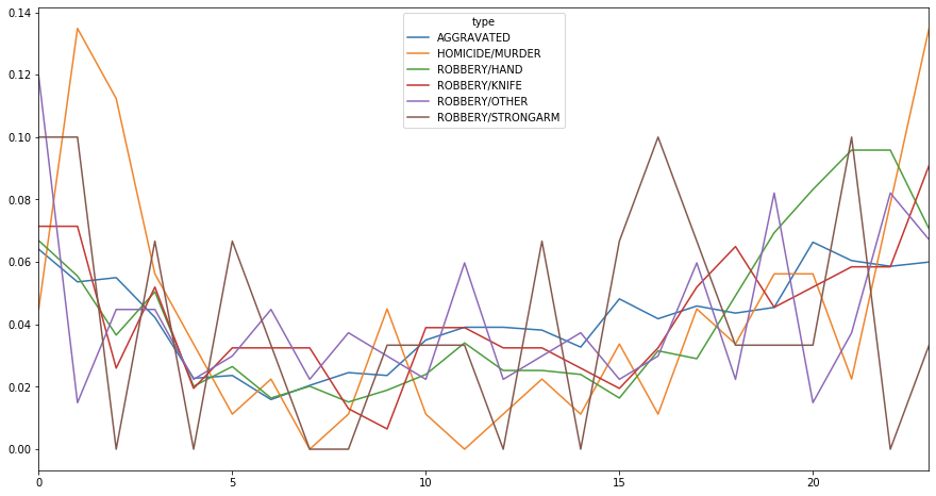 type
AGGRAVATED
HOMICIDE/MURDER
ROBBERY/HAND
ROBBERY/KNIFE
ROBBERY/OTHER
ROBBERY/STRONGARM
0.14
0.12
0.10
0.08
0.06
0.04
0.02
0.00
0 5 10 15 20